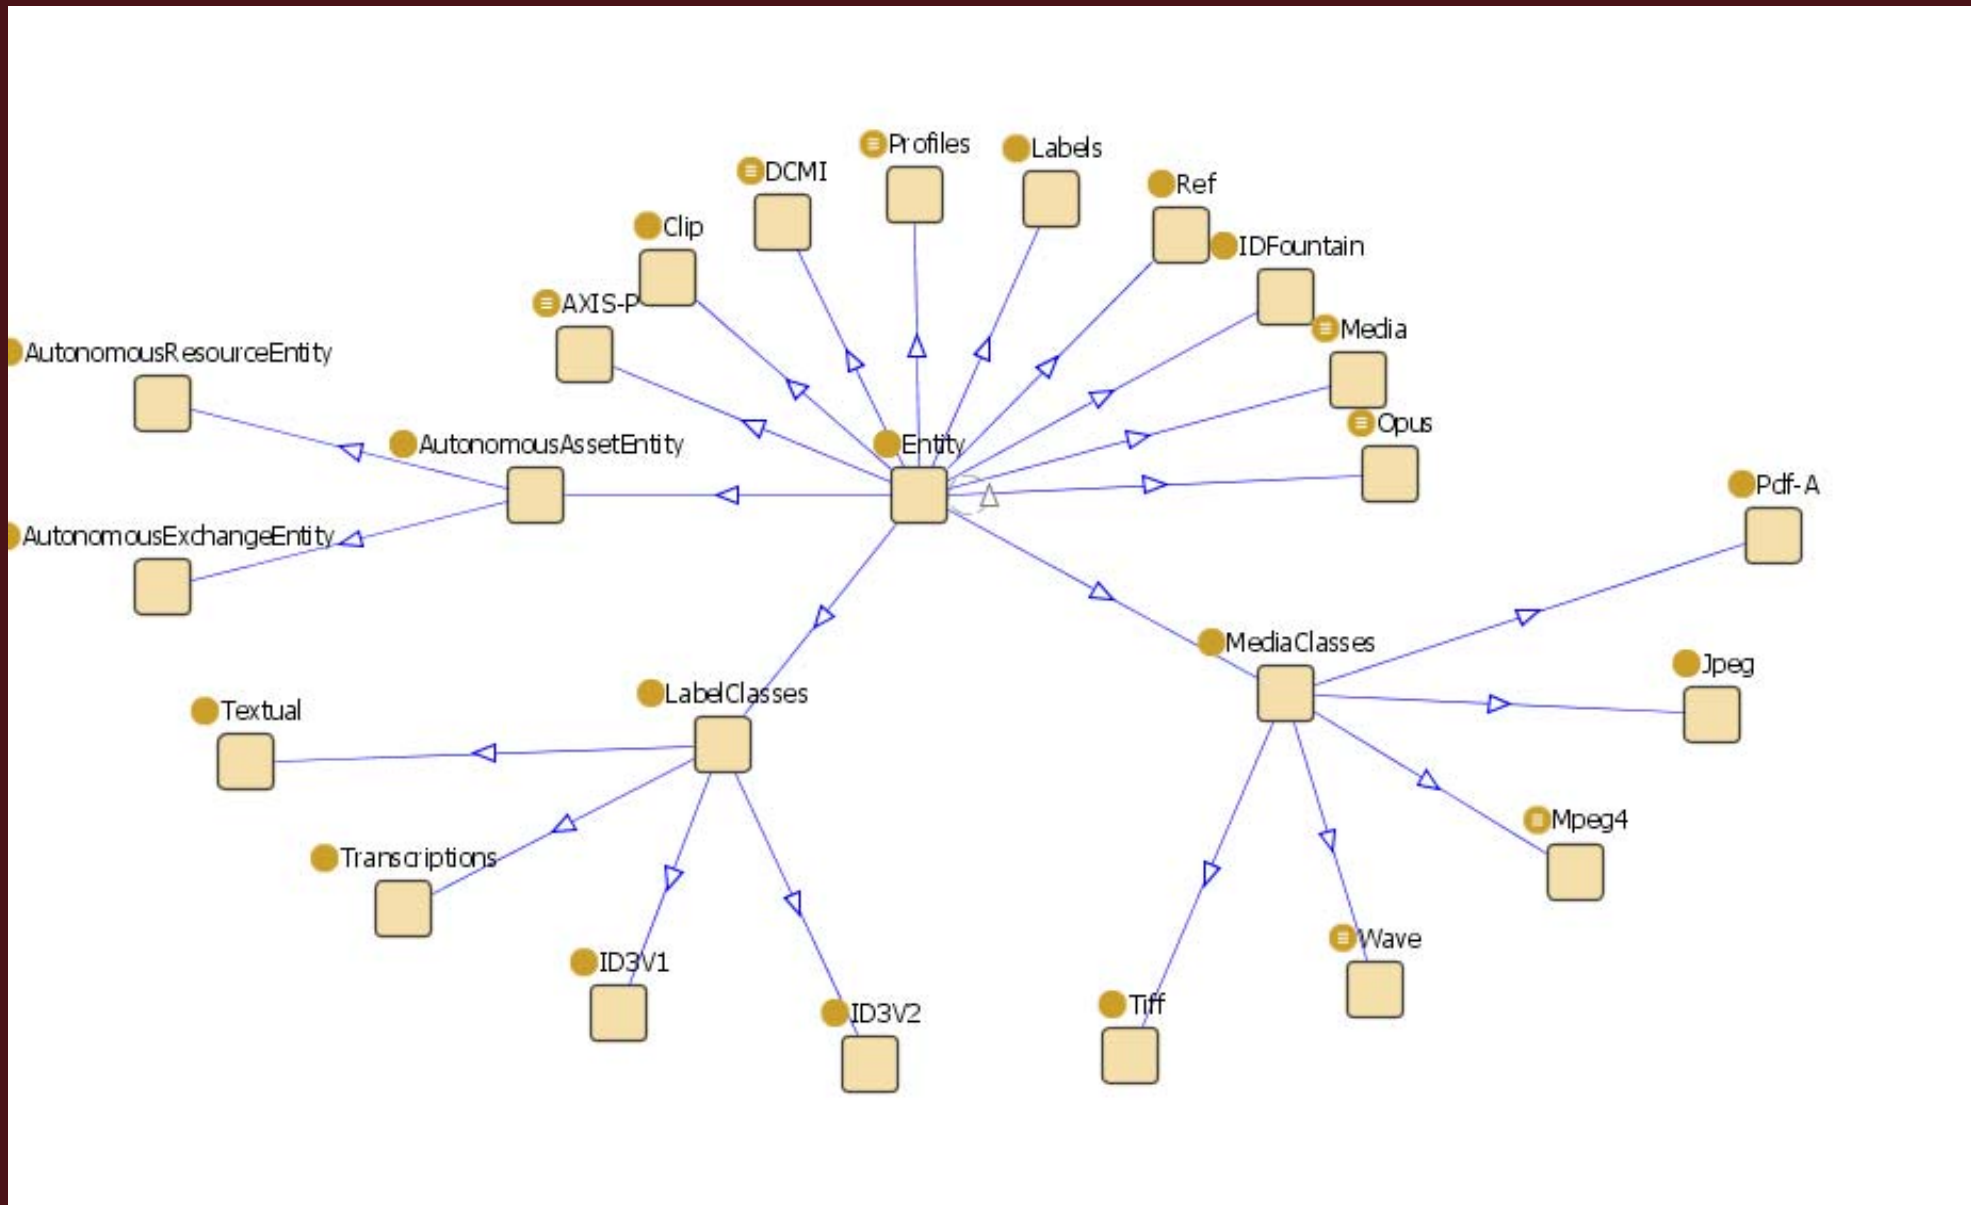 Profiles
Labels
DCMI
Ref
Clip
IDFountain
AXIS-P
Media
AutonomousResourceEntity
Opus
AutonomousAssetEntity
Entity
Pdf-A
AutonomousExchangeEntity
MediaClasses
Jpeg
LabelClasses
Textual
Mpeg4
Transcriptions
Wave
ID3V1
Tiff
ID3V2